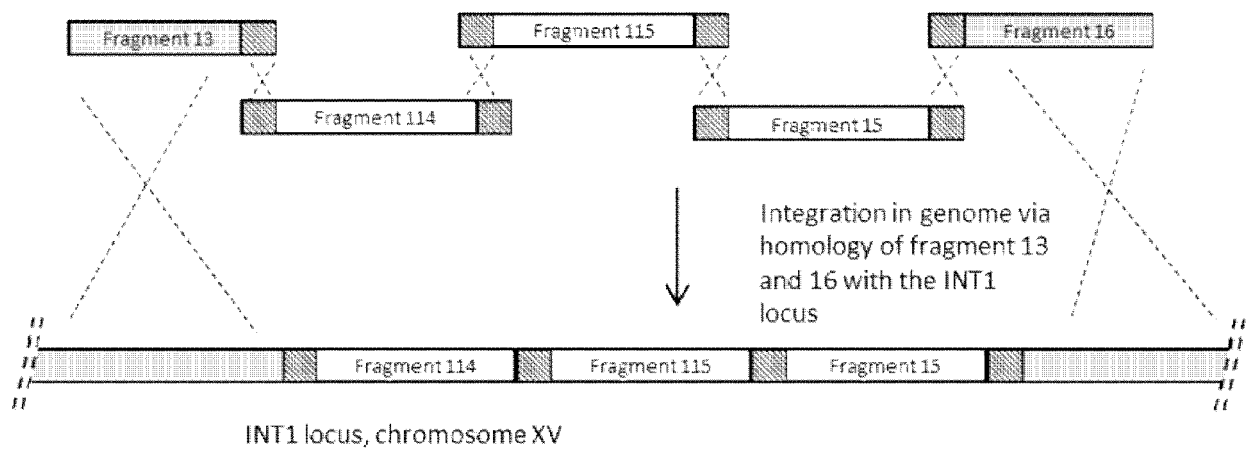 Fragment 13
Fragment 115
Fragment 16
Fragment 114
Fragment 15
Integration in genome via
homology of fragment 13
and 16 with the INT1
locus
Fragment 114
Fragment 115
Fragment 15
INT1 locus, chromosome XV